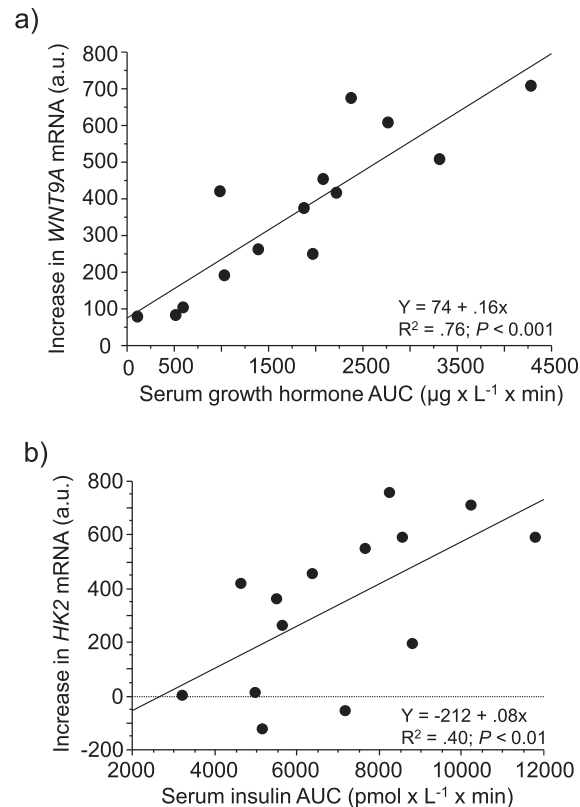 a)
Increase in WNT9A mRNA (a.u.)
800
700
600
500
400
300
200
100
0
Y = 74 + .16x
R² = .76; P < 0.001
0 500 1500 2500 3500 4500
Serum growth hormone AUC (µg x L⁻¹ x min)
b)
Increase in HK2 mRNA (a.u.)
800
600
400
200
0
-200
Y = -212 + .08x
R² = .40; P < 0.01
2000 4000 6000 8000 10000 12000
Serum insulin AUC (pmol x L⁻¹ x min)